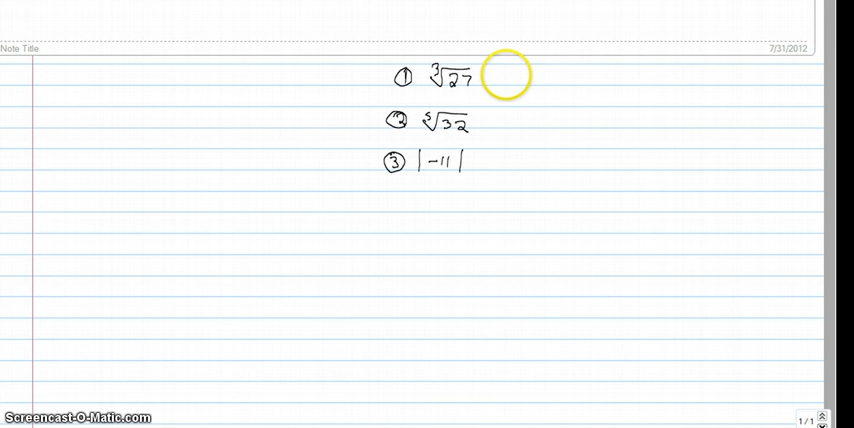 Note Title
7/31/2012
① ∛27
② ⁵√32
③ |-11|
Screencast-O-Matic.com
1/1